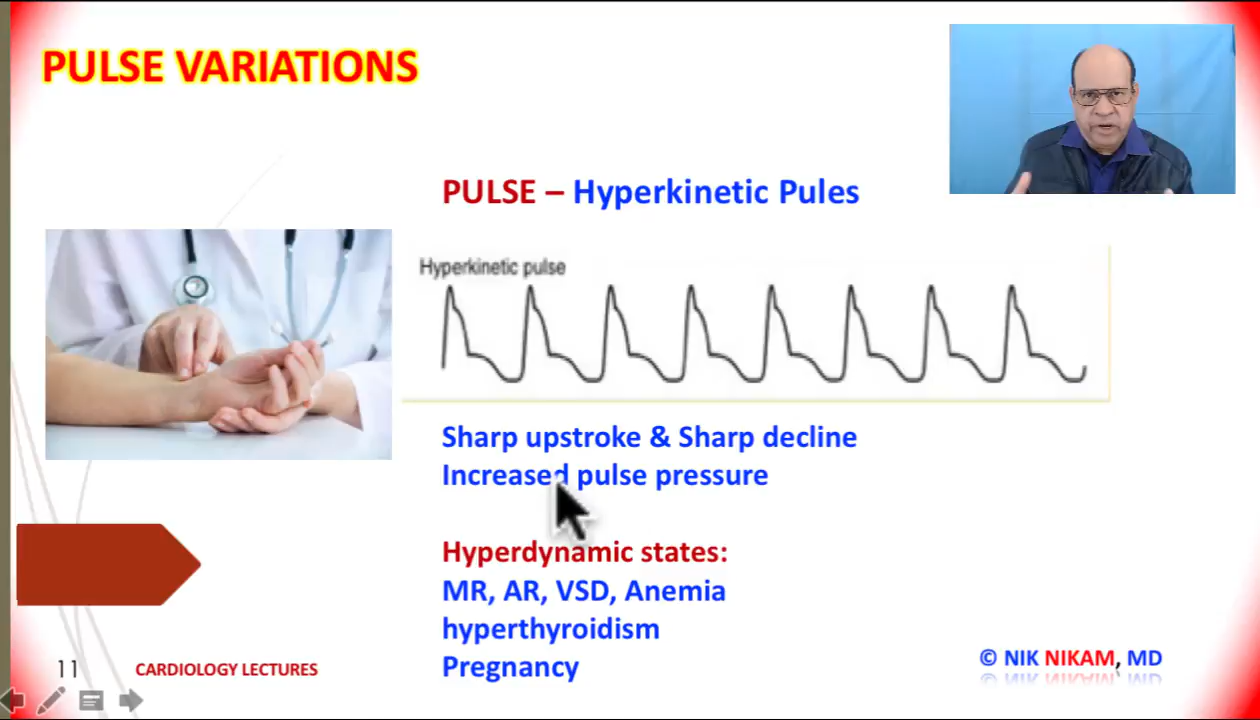 PULSE VARIATIONS
PULSE – Hyperkinetic Pules
Hyperkinetic pulse
Sharp upstroke & Sharp decline
Increased pulse pressure
Hyperdynamic states:
MR, AR, VSD, Anemia
hyperthyroidism
Pregnancy
11
CARDIOLOGY LECTURES
© NIK NIKAM, MD